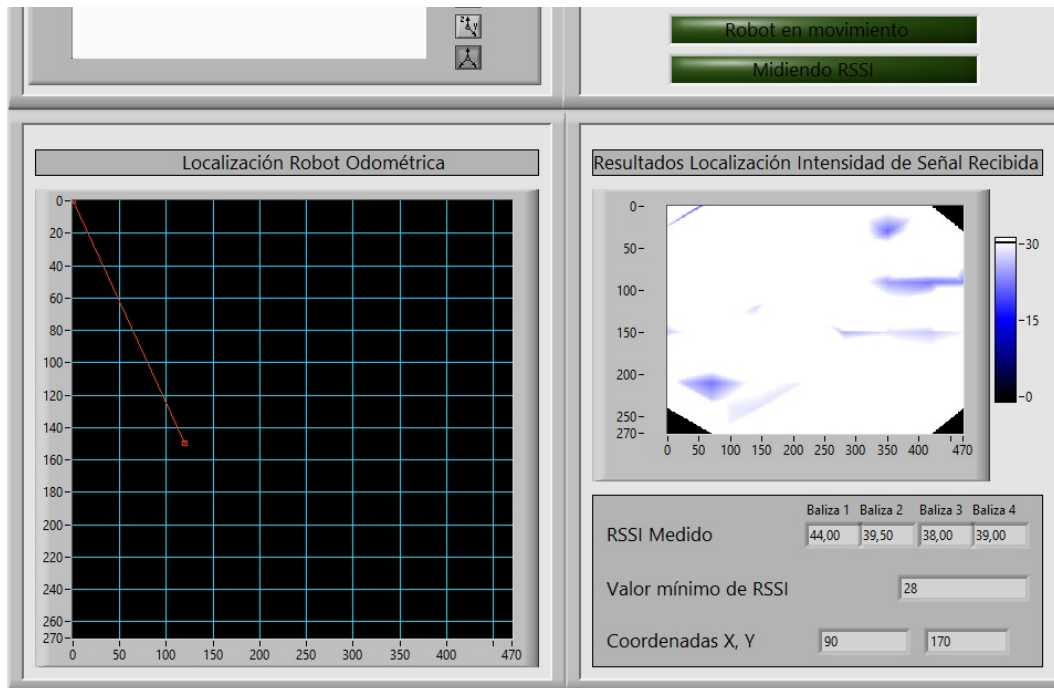 z y
Robot en movimiento
Midiendo RSSI
Localización Robot Odométrica
0
20
40
60
80
100
120
140
160
180
200
220
240
260
270
0 50 100 150 200 250 300 350 400 470
Resultados Localización Intensidad de Señal Recibida
0
50
100
150
200
250
270
0 50 100 150 200 250 300 350 400 470
30
15
0
Baliza 1 Baliza 2 Baliza 3 Baliza 4
RSSI Medido 44,00 39,50 38,00 39,00
Valor mínimo de RSSI 28
Coordenadas X, Y 90 170